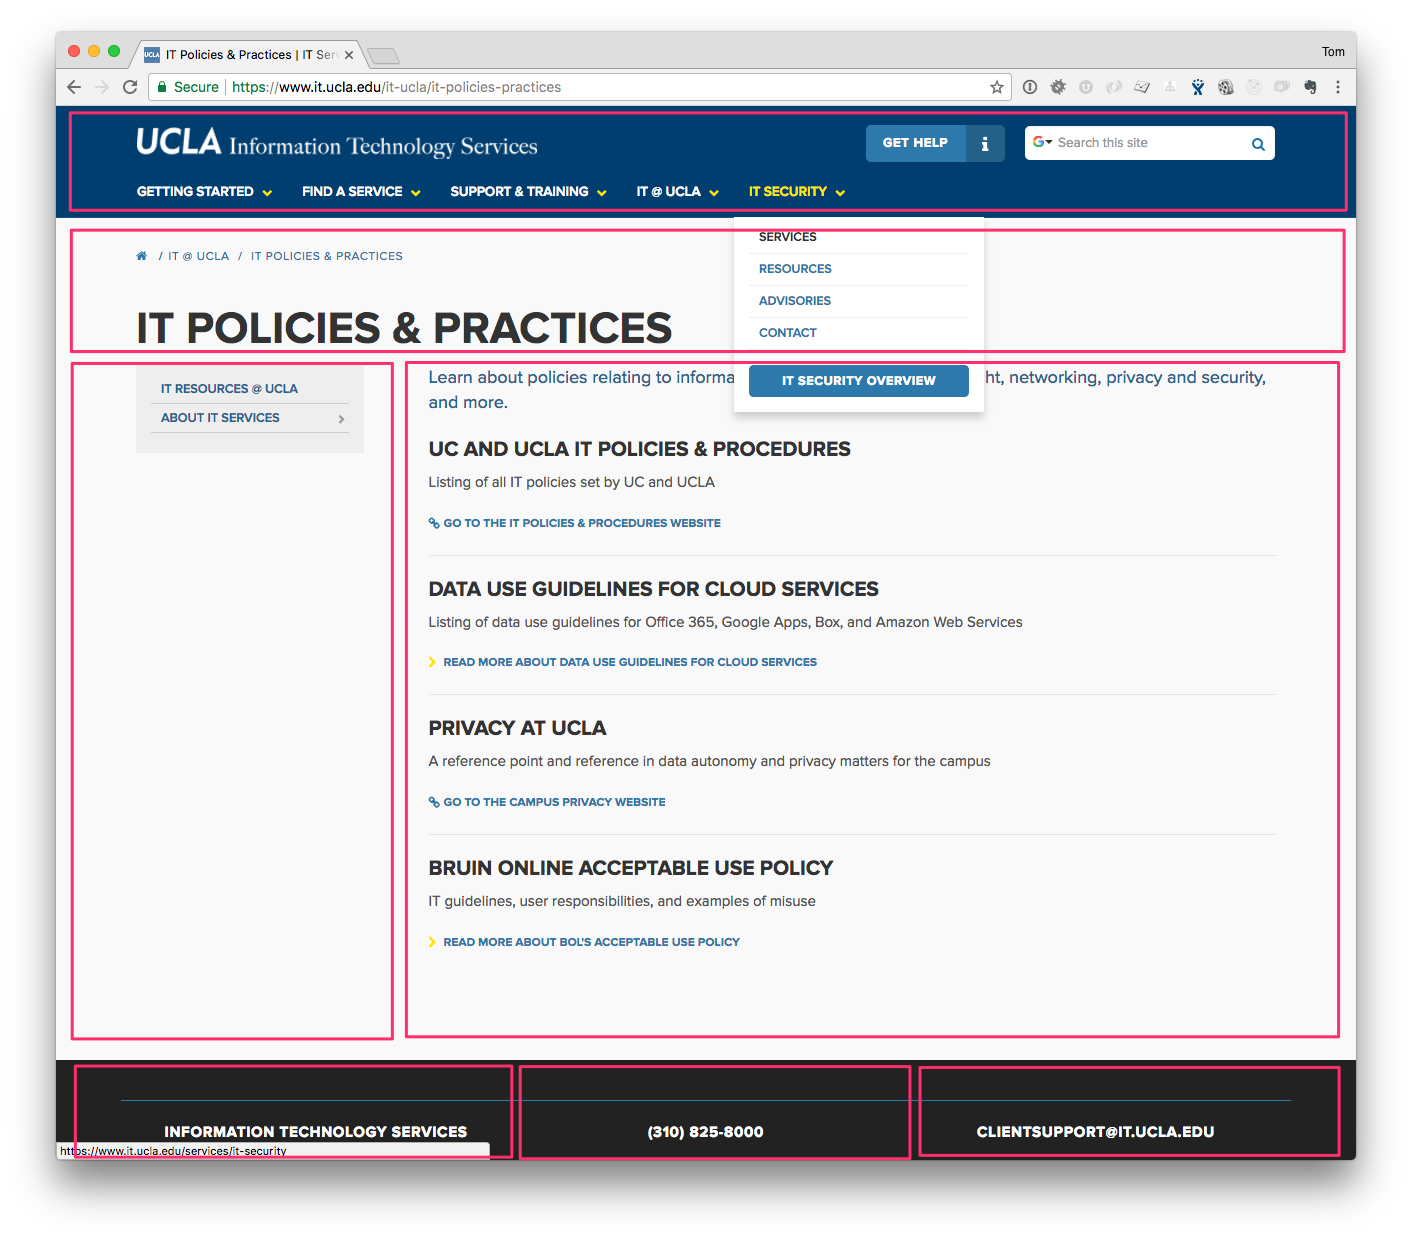 IT Policies & Practices | IT Ser
Tom
Secure https://www.it.ucla.edu/it-ucla/it-policies-practices
UCLA Information Technology Services
GET HELP
Search this site
GETTING STARTED FIND A SERVICE SUPPORT & TRAINING IT @ UCLA IT SECURITY
SERVICES
RESOURCES
ADVISORIES
CONTACT
IT SECURITY OVERVIEW
/ IT @ UCLA / IT POLICIES & PRACTICES
IT POLICIES & PRACTICES
IT RESOURCES @ UCLA
ABOUT IT SERVICES
Learn about policies relating to informa ht, networking, privacy and security,
and more.
UC AND UCLA IT POLICIES & PROCEDURES
Listing of all IT policies set by UC and UCLA
GO TO THE IT POLICIES & PROCEDURES WEBSITE
DATA USE GUIDELINES FOR CLOUD SERVICES
Listing of data use guidelines for Office 365, Google Apps, Box, and Amazon Web Services
READ MORE ABOUT DATA USE GUIDELINES FOR CLOUD SERVICES
PRIVACY AT UCLA
A reference point and reference in data autonomy and privacy matters for the campus
GO TO THE CAMPUS PRIVACY WEBSITE
BRUIN ONLINE ACCEPTABLE USE POLICY
IT guidelines, user responsibilities, and examples of misuse
READ MORE ABOUT BOL'S ACCEPTABLE USE POLICY
INFORMATION TECHNOLOGY SERVICES
(310) 825-8000
CLIENTSUPPORT@IT.UCLA.EDU
https://www.it.ucla.edu/services/it-security